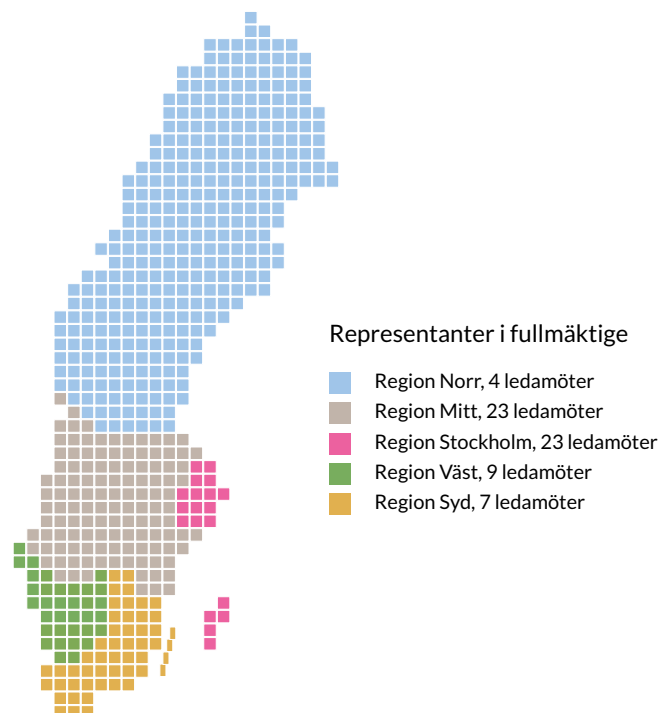 Representanter i fullmäktige
Region Norr, 4 ledamöter
Region Mitt, 23 ledamöter
Region Stockholm, 23 ledamöter
Region Väst, 9 ledamöter
Region Syd, 7 ledamöter